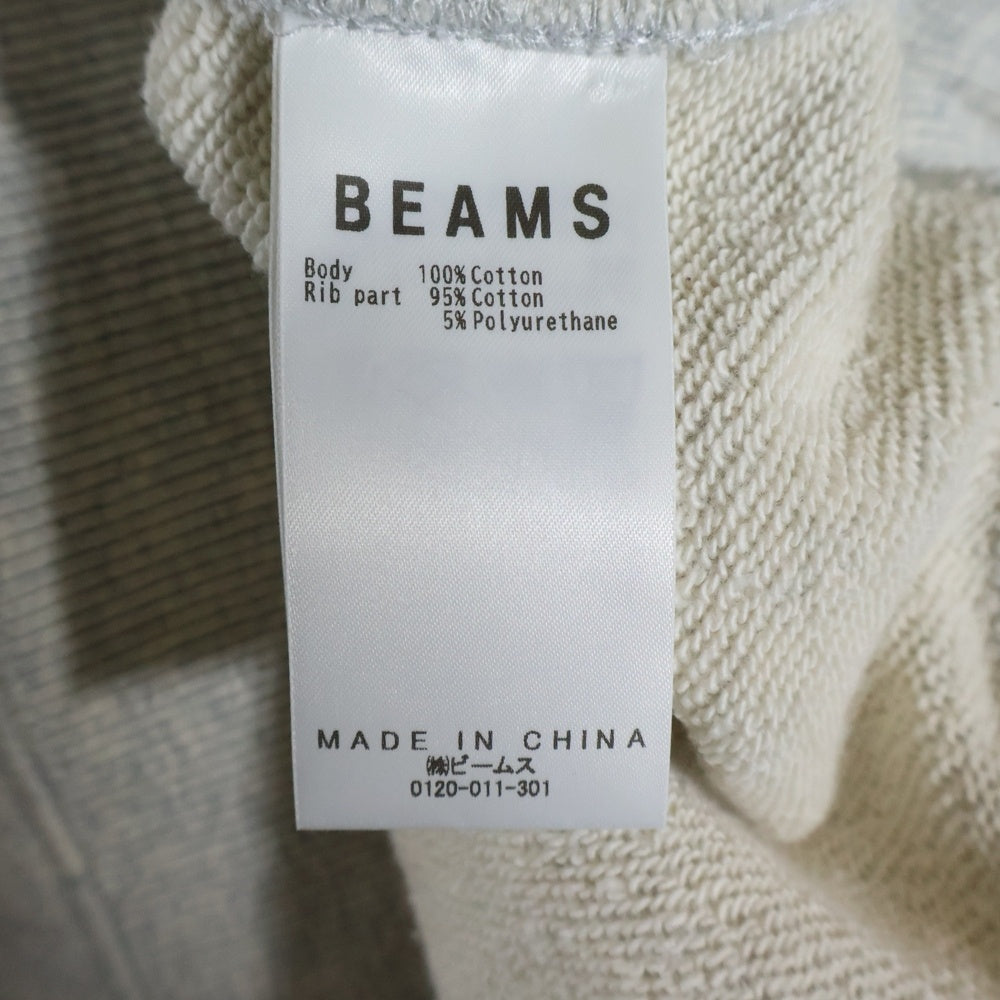 BEAMS
Body 100% Cotton
Rib part 95% Cotton
5% Polyurethane
MADE IN CHINA
㈱ビームス
0120-011-301